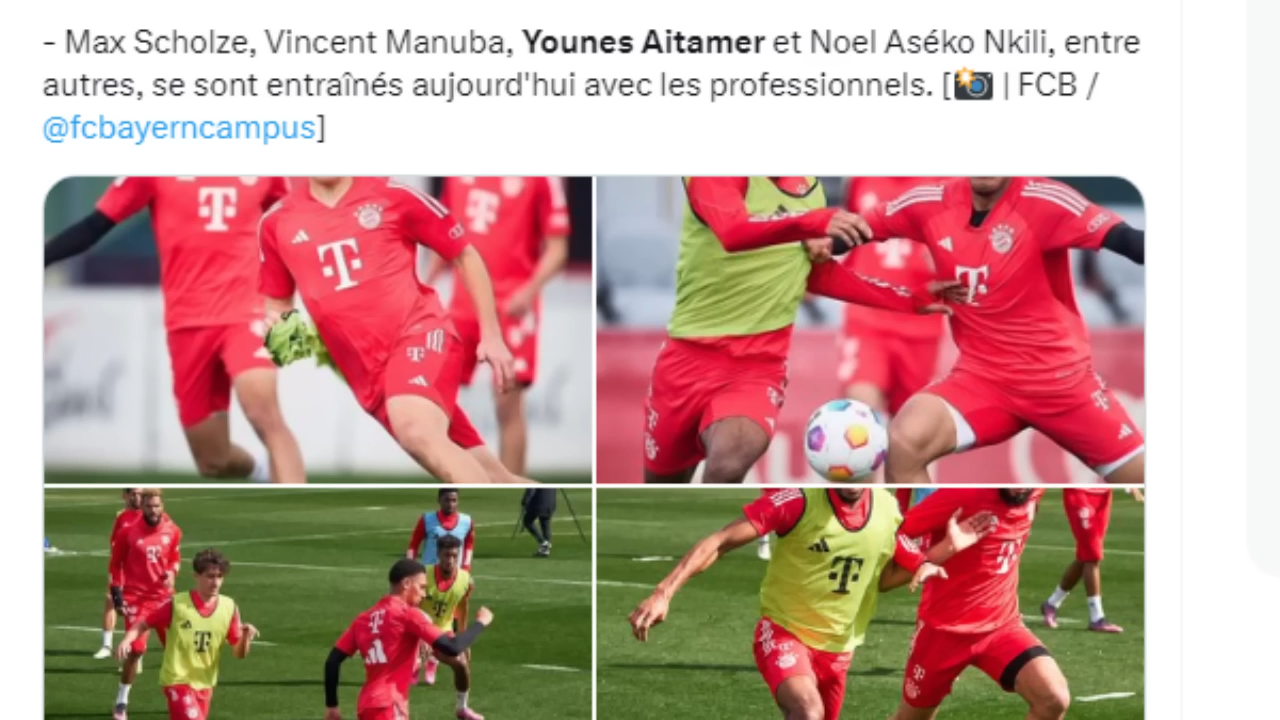 - Max Scholze, Vincent Manuba, Younes Aitamer et Noel Aséko Nkili, entre
autres, se sont entraînés aujourd'hui avec les professionnels. [📸 | FCB /
@fcbayerncampus]